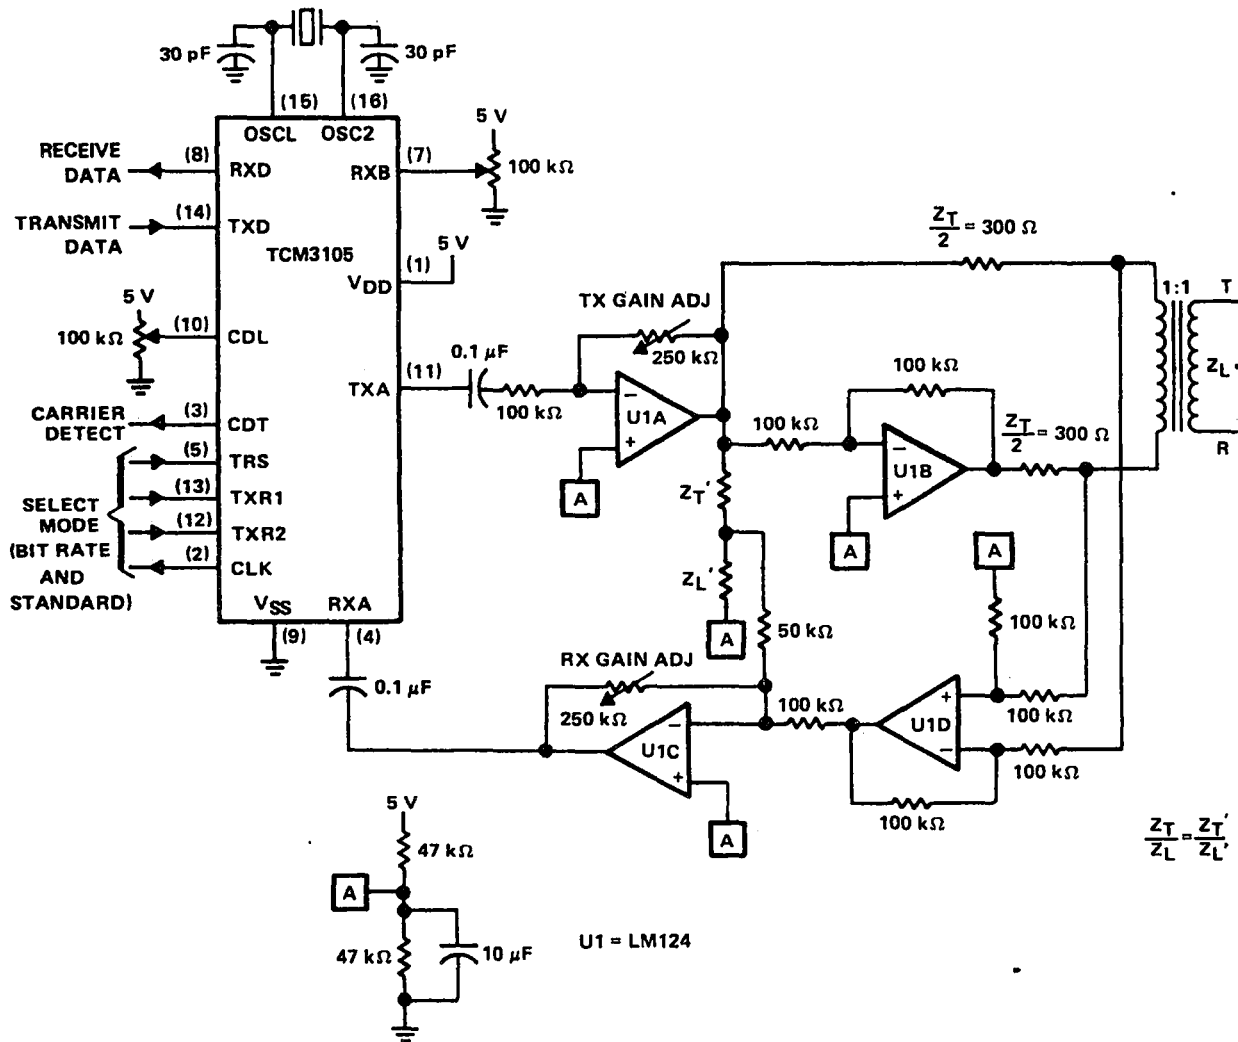 30 pF
30 pF
(15)
(16)
OSCL
OSC2
5 V
RECEIVE
DATA
(8)
RXD
(7)
RXB
100 kΩ
TRANSMIT
DATA
(14)
TXD
TCM3105
5 V
(1)
VDD
ZT/2 = 300 Ω
1:1
T
5 V
100 kΩ
(10)
CDL
TX GAIN ADJ
250 kΩ
0.1 µF
(11)
TXA
100 kΩ
100 kΩ
ZL
R
CARRIER
DETECT
(3)
CDT
U1A
−
+
A
100 kΩ
ZT/2 = 300 Ω
U1B
−
+
A
SELECT
MODE
(BIT RATE
AND
STANDARD)
(5)
TRS
(13)
TXR1
(12)
TXR2
(2)
CLK
ZT'
ZL'
A
50 kΩ
A
100 kΩ
VSS
RXA
(9)
(4)
0.1 µF
RX GAIN ADJ
250 kΩ
U1C
−
+
A
100 kΩ
U1D
+
−
100 kΩ
100 kΩ
100 kΩ
ZT/ZL = ZT'/ZL'
5 V
47 kΩ
A
47 kΩ
10 µF
U1 = LM124